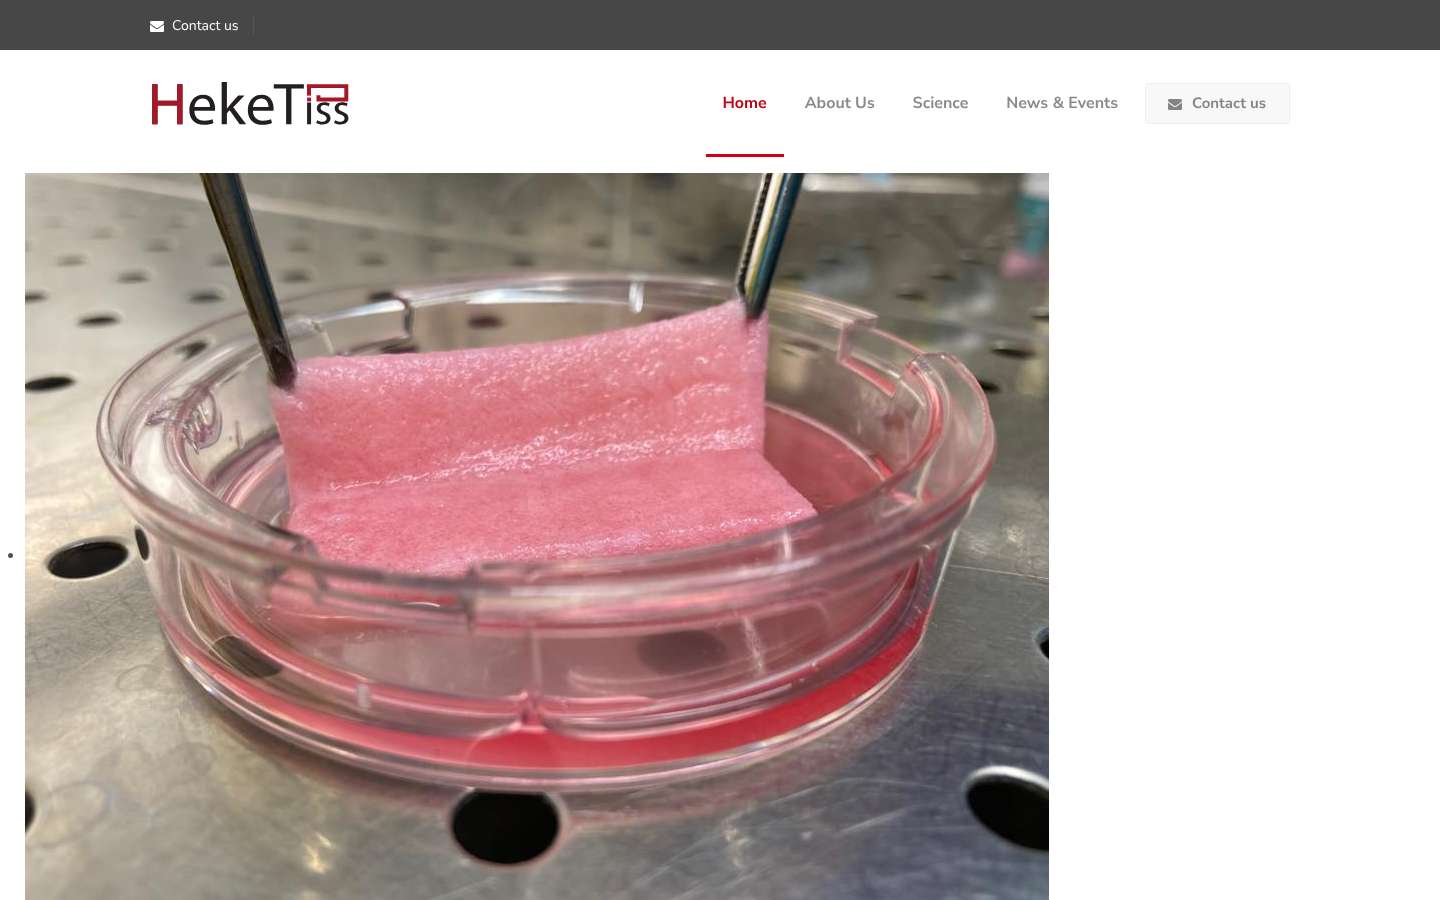 Contact us
HekeTiss
Home
About Us
Science
News & Events
Contact us